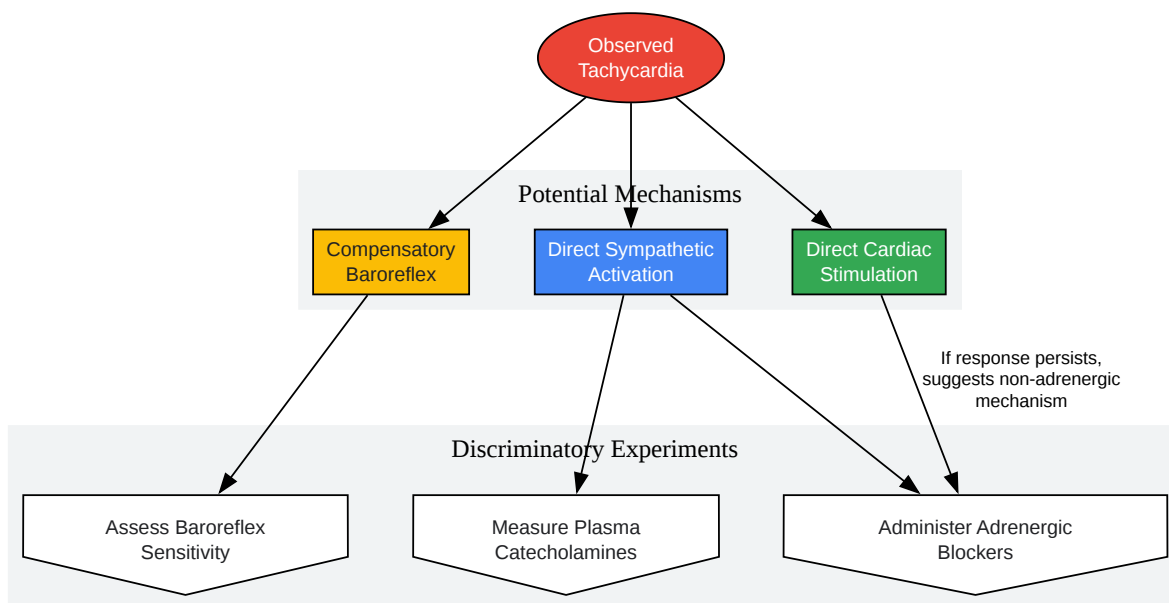 Observed
Tachycardia
Potential Mechanisms
Compensatory
Baroreflex
Direct Sympathetic
Activation
Direct Cardiac
Stimulation
If response persists,
suggests non-adrenergic
mechanism
Discriminatory Experiments
Assess Baroreflex
Sensitivity
Measure Plasma
Catecholamines
Administer Adrenergic
Blockers